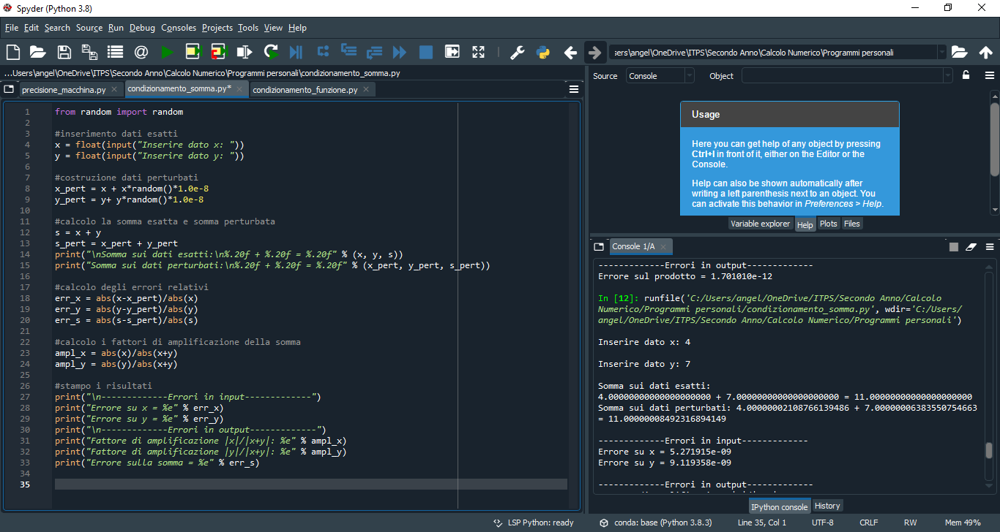 Spyder (Python 3.8)
File Edit Search Source Run Debug Consoles Projects Tools View Help
sers\angel\OneDrive\ITPS\Secondo Anno\Calcolo Numerico\Programmi personali
...Users\angel\OneDrive\ITPS\Secondo Anno\Calcolo Numerico\Programmi personali\condizionamento_somma.py
precisione_macchina.py condizionamento_somma.py* condizionamento_funzione.py
1 from random import random
2
3 #inserimento dati esatti
4 x = float(input("Inserire dato x: "))
5 y = float(input("Inserire dato y: "))
6
7 #costruzione dati perturbati
8 x_pert = x + x*random()*1.0e-8
9 y_pert = y+ y*random()*1.0e-8
10
11 #calcolo la somma esatta e somma perturbata
12 s = x + y
13 s_pert = x_pert + y_pert
14 print("\nSomma sui dati esatti:\n%.20f + %.20f = %.20f" % (x, y, s))
15 print("Somma sui dati perturbati:\n%.20f + %.20f = %.20f" % (x_pert, y_pert, s_pert))
16
17 #calcolo degli errori relativi
18 err_x = abs(x-x_pert)/abs(x)
19 err_y = abs(y-y_pert)/abs(y)
20 err_s = abs(s-s_pert)/abs(s)
21
22 #calcolo i fattori di amplificazione della somma
23 ampl_x = abs(x)/abs(x+y)
24 ampl_y = abs(y)/abs(x+y)
25
26 #stampo i risultati
27 print("\n-------------Errori in input-------------")
28 print("Errore su x = %e" % err_x)
29 print("Errore su y = %e" % err_y)
30 print("\n-------------Errori in output-------------")
31 print("Fattore di amplificazione |x|/|x+y|: %e" % ampl_x)
32 print("Fattore di amplificazione |y|/|x+y|: %e" % ampl_y)
33 print("Errore sulla somma = %e" % err_s)
34
35
Source Console Object
Usage
Here you can get help of any object by pressing
Ctrl+I in front of it, either on the Editor or the
Console.
Help can also be shown automatically after
writing a left parenthesis next to an object. You
can activate this behavior in Preferences > Help.
Variable explorer Help Plots Files
Console 1/A
-------------Errori in output-------------
Errore sul prodotto = 1.701010e-12
In [12]: runfile('C:/Users/angel/OneDrive/ITPS/Secondo Anno/Calcolo
Numerico/Programmi personali/condizionamento_somma.py', wdir='C:/Users/
angel/OneDrive/ITPS/Secondo Anno/Calcolo Numerico/Programmi personali')
Inserire dato x: 4
Inserire dato y: 7
Somma sui dati esatti:
4.00000000000000000000 + 7.00000000000000000000 = 11.00000000000000000000
Somma sui dati perturbati: 4.00000002108766139486 + 7.00000006383550754663
= 11.00000008492316894149
-------------Errori in input-------------
Errore su x = 5.271915e-09
Errore su y = 9.119358e-09
-------------Errori in output-------------
IPython console History
LSP Python: ready conda: base (Python 3.8.3) Line 35, Col 1 UTF-8 CRLF RW Mem 49%